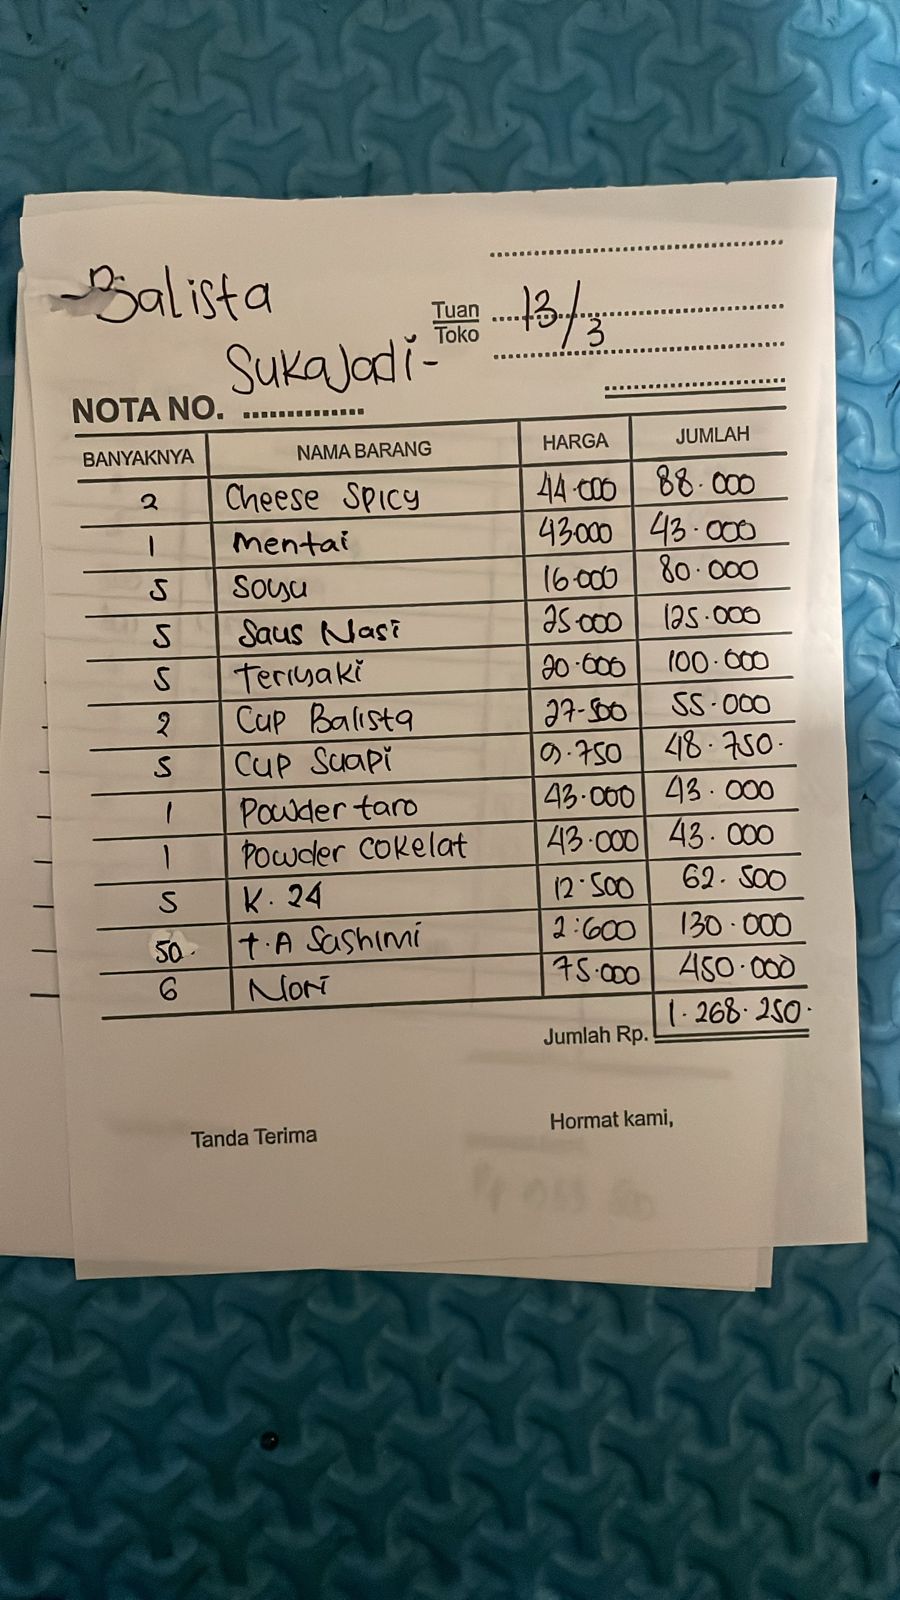 Balista
Sukajadi-
Tuan
Toko
13/3
NOTA NO. ...............
BANYAKNYA NAMA BARANG HARGA JUMLAH
2 Cheese Spicy 44.000 88.000
1 mentai 43.000 43.000
5 Soyu 16.000 80.000
5 Saus Nasi 25.000 125.000
5 Teriyaki 20.000 100.000
2 Cup Balista 27-500 55.000
5 Cup Suapi 9.750 48.750.
1 Powder taro 43.000 43.000
1 Powder cokelat 43.000 43.000
5 K.24 12.500 62.500
50. T.A Sashimi 2:600 130.000
6 Nori 75.000 450.000
Jumlah Rp. 1.268.250.
Tanda Terima Hormat kami,